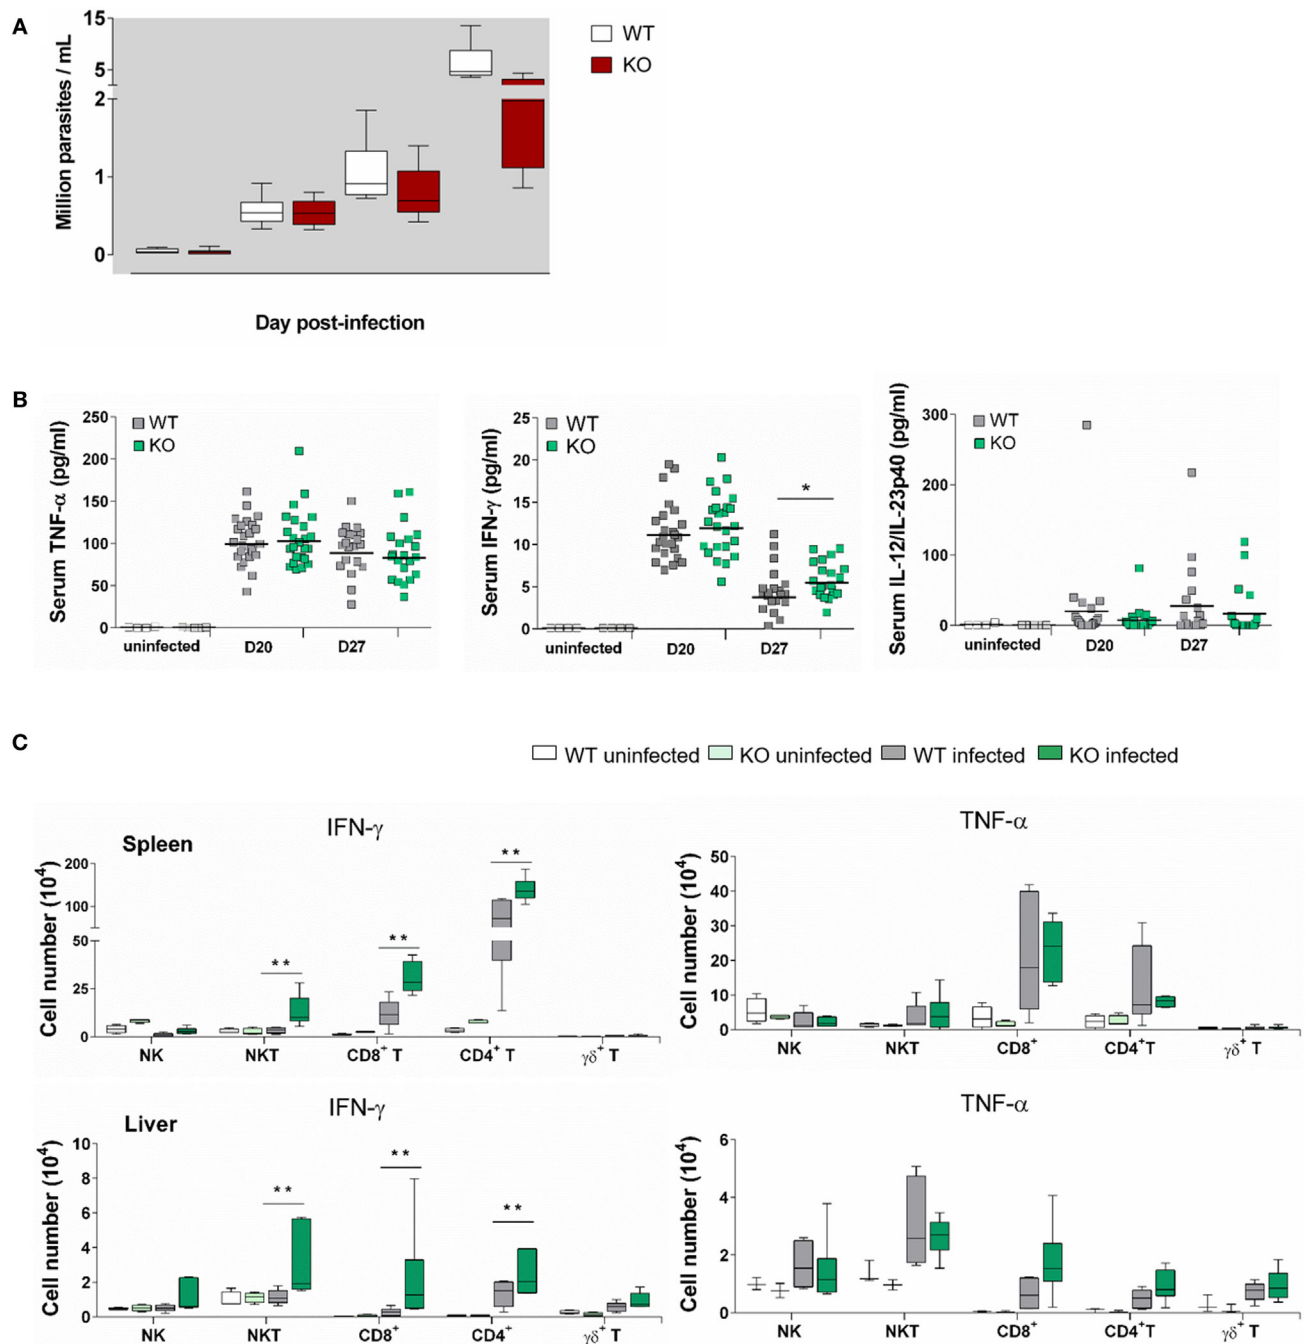 A
Million parasites / mL
15
5
2
1
0
WT
KO
Day post-infection
B
Serum TNF-α (pg/ml)
250
200
150
100
50
0
WT
KO
uninfected D20 D27
Serum IFN-γ (pg/ml)
25
20
15
10
5
0
WT
KO
*
uninfected D20 D27
Serum IL-12/IL-23p40 (pg/ml)
300
200
100
0
WT
KO
uninfected D20 D27
C
WT uninfected KO uninfected WT infected KO infected
Spleen
IFN-γ
Cell number (10⁴)
200
100
50
25
0
** ** **
NK NKT CD8⁺ T CD4⁺ T γδ⁺ T
TNF-α
Cell number (10⁴)
50
40
30
20
10
0
NK NKT CD8⁺ CD4⁺ T γδ⁺ T
Liver
IFN-γ
Cell number (10⁴)
10
8
6
4
2
0
** ** **
NK NKT CD8⁺ CD4⁺ γδ⁺ T
TNF-α
Cell number (10⁴)
6
4
2
0
NK NKT CD8⁺ CD4⁺ T γδ⁺ T